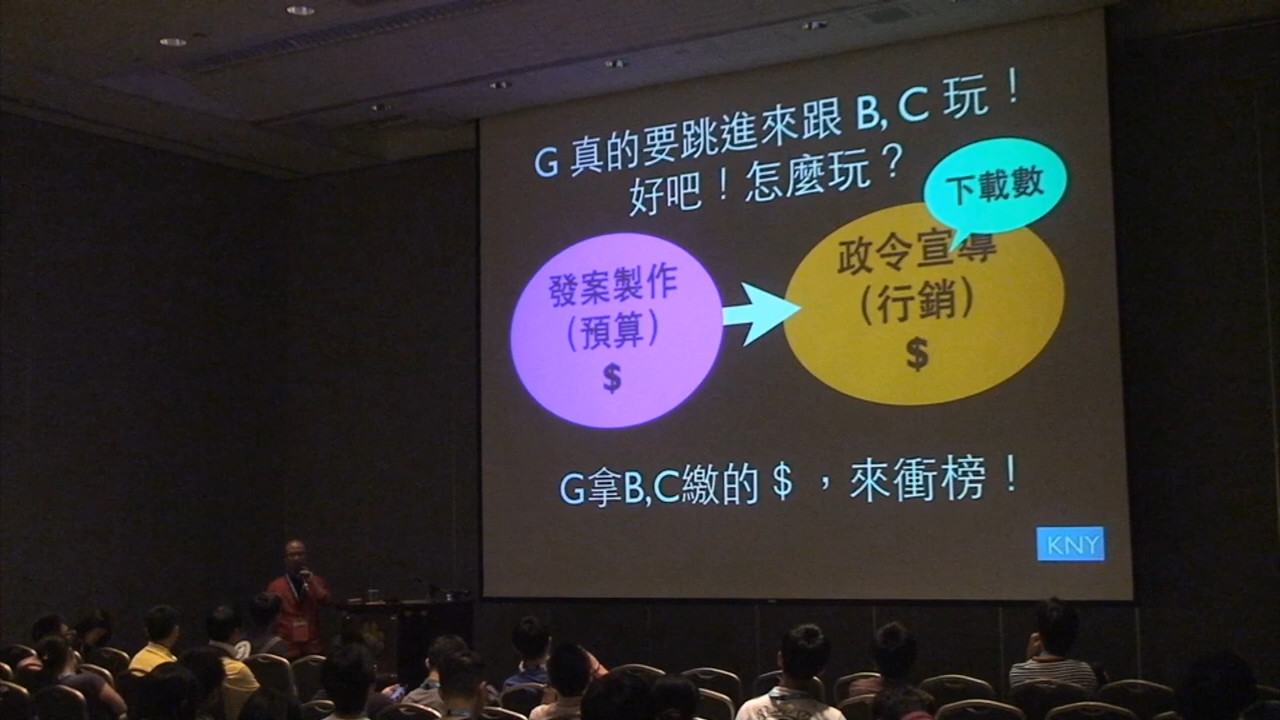 G 真的要跳進來跟 B, C 玩！
好吧！怎麼玩？
下載數
發案製作
(預算)
$
政令宣導
(行銷)
$
G拿B,C繳的 $ ，來衝榜！
KNY